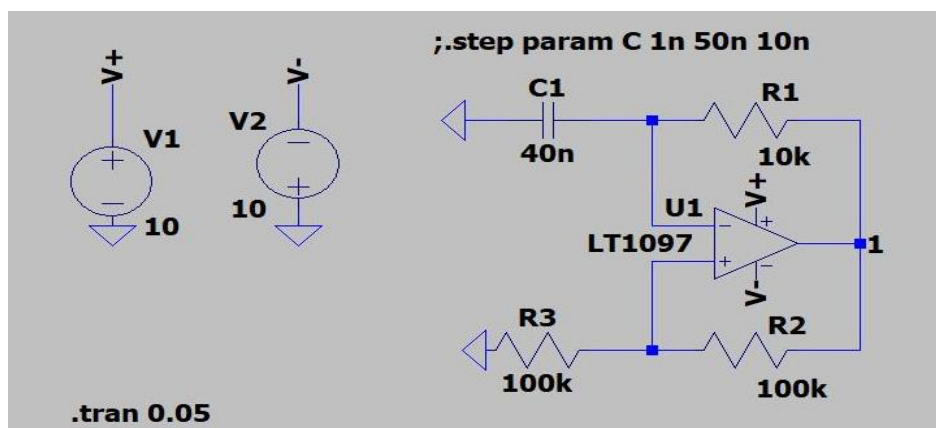 ;.step param C 1n 50n 10n
V+
V-
V1
V2
10
10
C1
40n
R1
10k
U1
V+
LT1097
1
V-
R3
100k
R2
100k
.tran 0.05